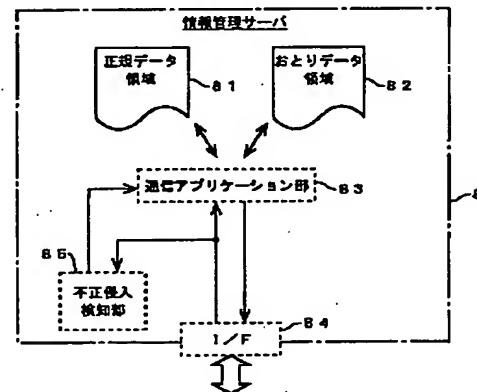 情報管理サーバ
正規データ
領域
81
おとりデータ
領域
82
通信アプリケーション部
83
8
85
不正侵入
検知部
I/F
84